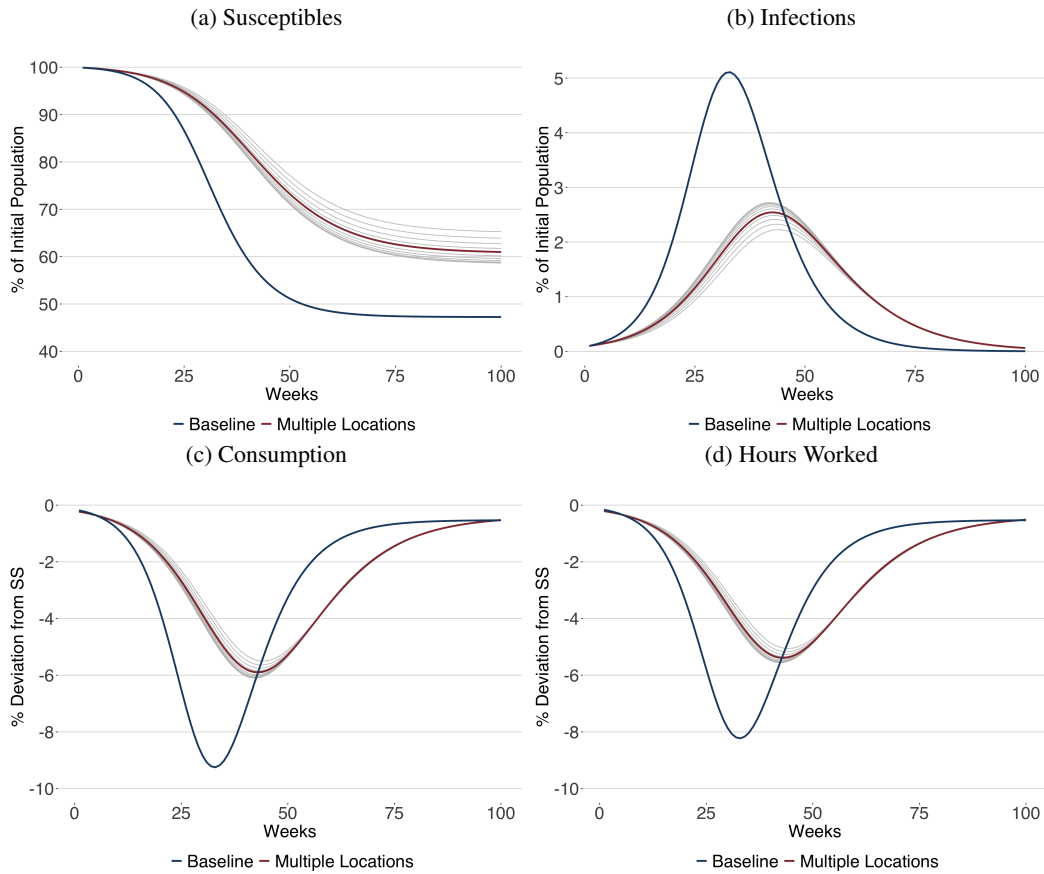 (a) Susceptibles
% of Initial Population
100
90
80
70
60
50
40
0 25 50 75 100
Weeks
Baseline Multiple Locations
(b) Infections
% of Initial Population
5
4
3
2
1
0
0 25 50 75 100
Weeks
Baseline Multiple Locations
(c) Consumption
% Deviation from SS
0
-2
-4
-6
-8
-10
0 25 50 75 100
Weeks
Baseline Multiple Locations
(d) Hours Worked
% Deviation from SS
0
-2
-4
-6
-8
-10
0 25 50 75 100
Weeks
Baseline Multiple Locations